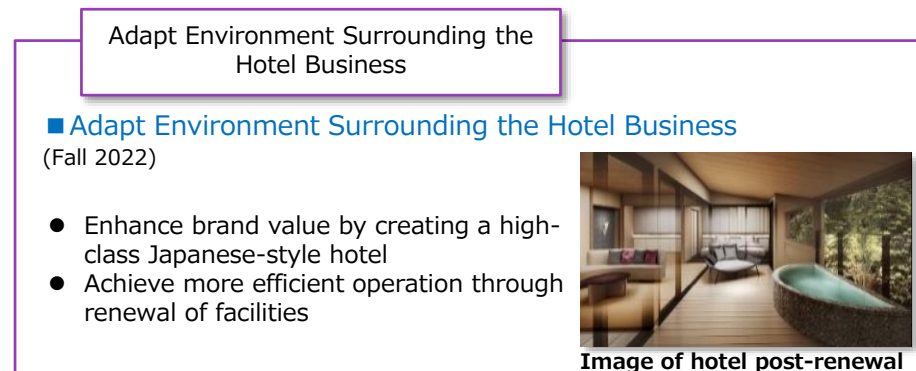 Adapt Environment Surrounding the
Hotel Business
■Adapt Environment Surrounding the Hotel Business
(Fall 2022)
● Enhance brand value by creating a high-
class Japanese-style hotel
● Achieve more efficient operation through
renewal of facilities
Image of hotel post-renewal